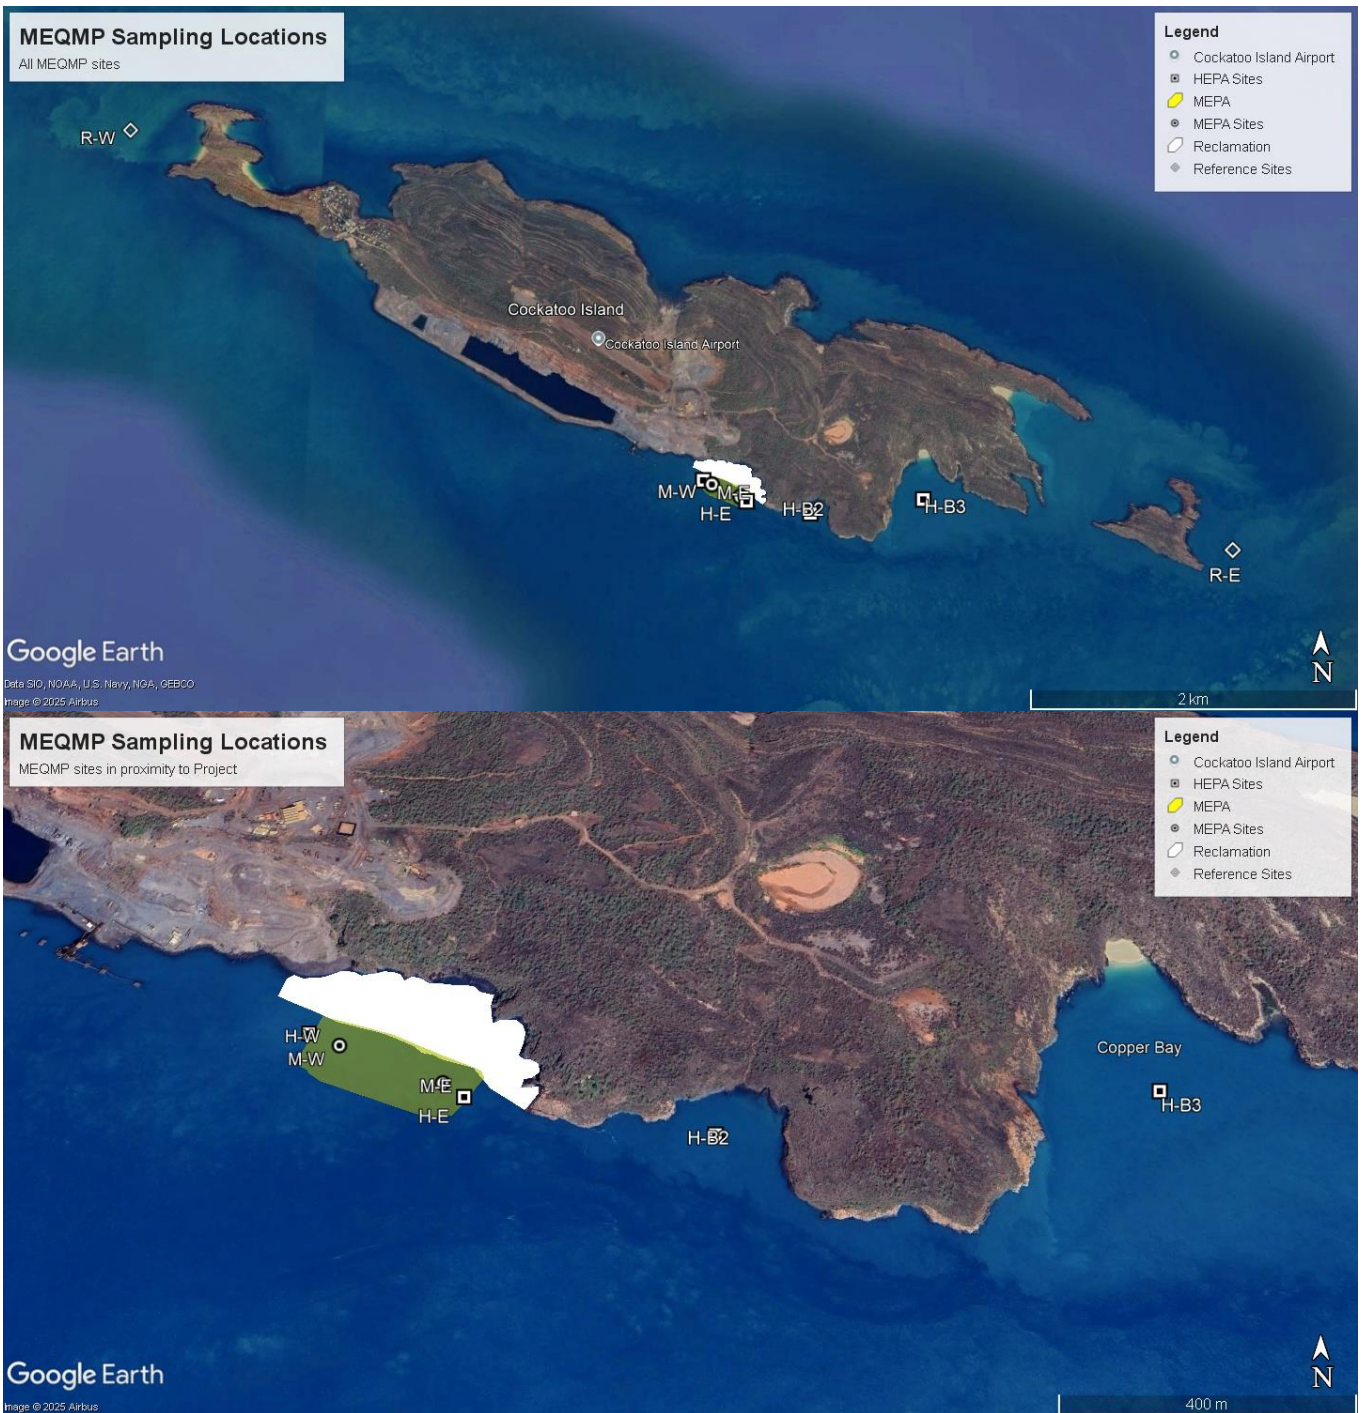 MEQMP Sampling Locations
All MEQMP sites
Legend
Cockatoo Island Airport
HEPA Sites
MEPA
MEPA Sites
Reclamation
Reference Sites
R-W
Cockatoo Island
Cockatoo Island Airport
M-W
M-E
H-E
H-B2
H-B3
R-E
Google Earth
Data SIO, NOAA, U.S. Navy, NGA, GEBCO
Image © 2025 Airbus
N
2 km
MEQMP Sampling Locations
MEQMP sites in proximity to Project
Legend
Cockatoo Island Airport
HEPA Sites
MEPA
MEPA Sites
Reclamation
Reference Sites
H-W
M-W
M-E
H-E
H-B2
Copper Bay
H-B3
Google Earth
Image © 2025 Airbus
N
400 m